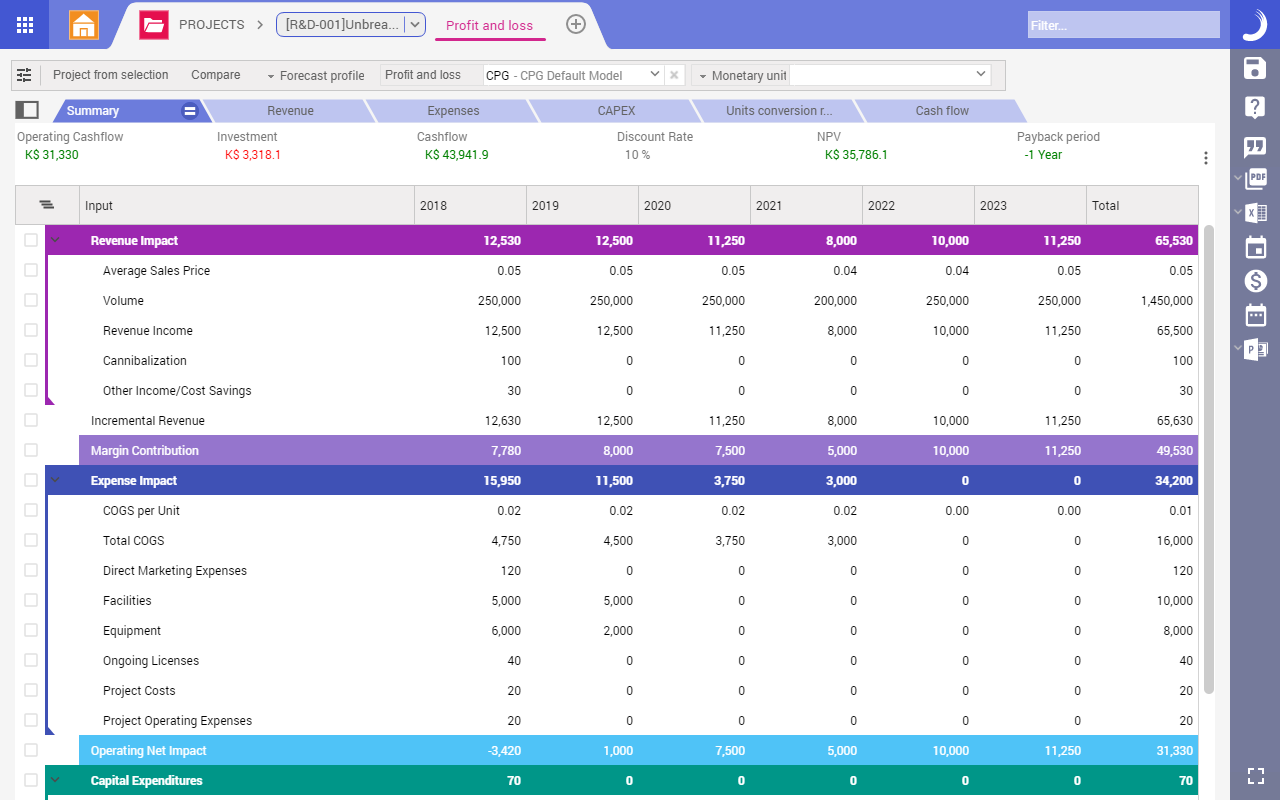 PROJECTS [R&D-001]Unbrea... Profit and loss Filter...
Project from selection Compare Forecast profile Profit and loss CPG - CPG Default Model Monetary unit
Summary Revenue Expenses CAPEX Units conversion r... Cash flow
Operating Cashflow Investment Cashflow Discount Rate NPV Payback period
K$ 31,330 K$ 3,318.1 K$ 43,941.9 10 % K$ 35,786.1 -1 Year
Input 2018 2019 2020 2021 2022 2023 Total
Revenue Impact 12,530 12,500 11,250 8,000 10,000 11,250 65,530
Average Sales Price 0.05 0.05 0.05 0.04 0.04 0.05 0.05
Volume 250,000 250,000 250,000 200,000 250,000 250,000 1,450,000
Revenue Income 12,500 12,500 11,250 8,000 10,000 11,250 65,500
Cannibalization 100 0 0 0 0 0 100
Other Income/Cost Savings 30 0 0 0 0 0 30
Incremental Revenue 12,630 12,500 11,250 8,000 10,000 11,250 65,630
Margin Contribution 7,780 8,000 7,500 5,000 10,000 11,250 49,530
Expense Impact 15,950 11,500 3,750 3,000 0 0 34,200
COGS per Unit 0.02 0.02 0.02 0.02 0.00 0.00 0.01
Total COGS 4,750 4,500 3,750 3,000 0 0 16,000
Direct Marketing Expenses 120 0 0 0 0 0 120
Facilities 5,000 5,000 0 0 0 0 10,000
Equipment 6,000 2,000 0 0 0 0 8,000
Ongoing Licenses 40 0 0 0 0 0 40
Project Costs 20 0 0 0 0 0 20
Project Operating Expenses 20 0 0 0 0 0 20
Operating Net Impact -3,420 1,000 7,500 5,000 10,000 11,250 31,330
Capital Expenditures 70 0 0 0 0 0 70
PDF
X
P